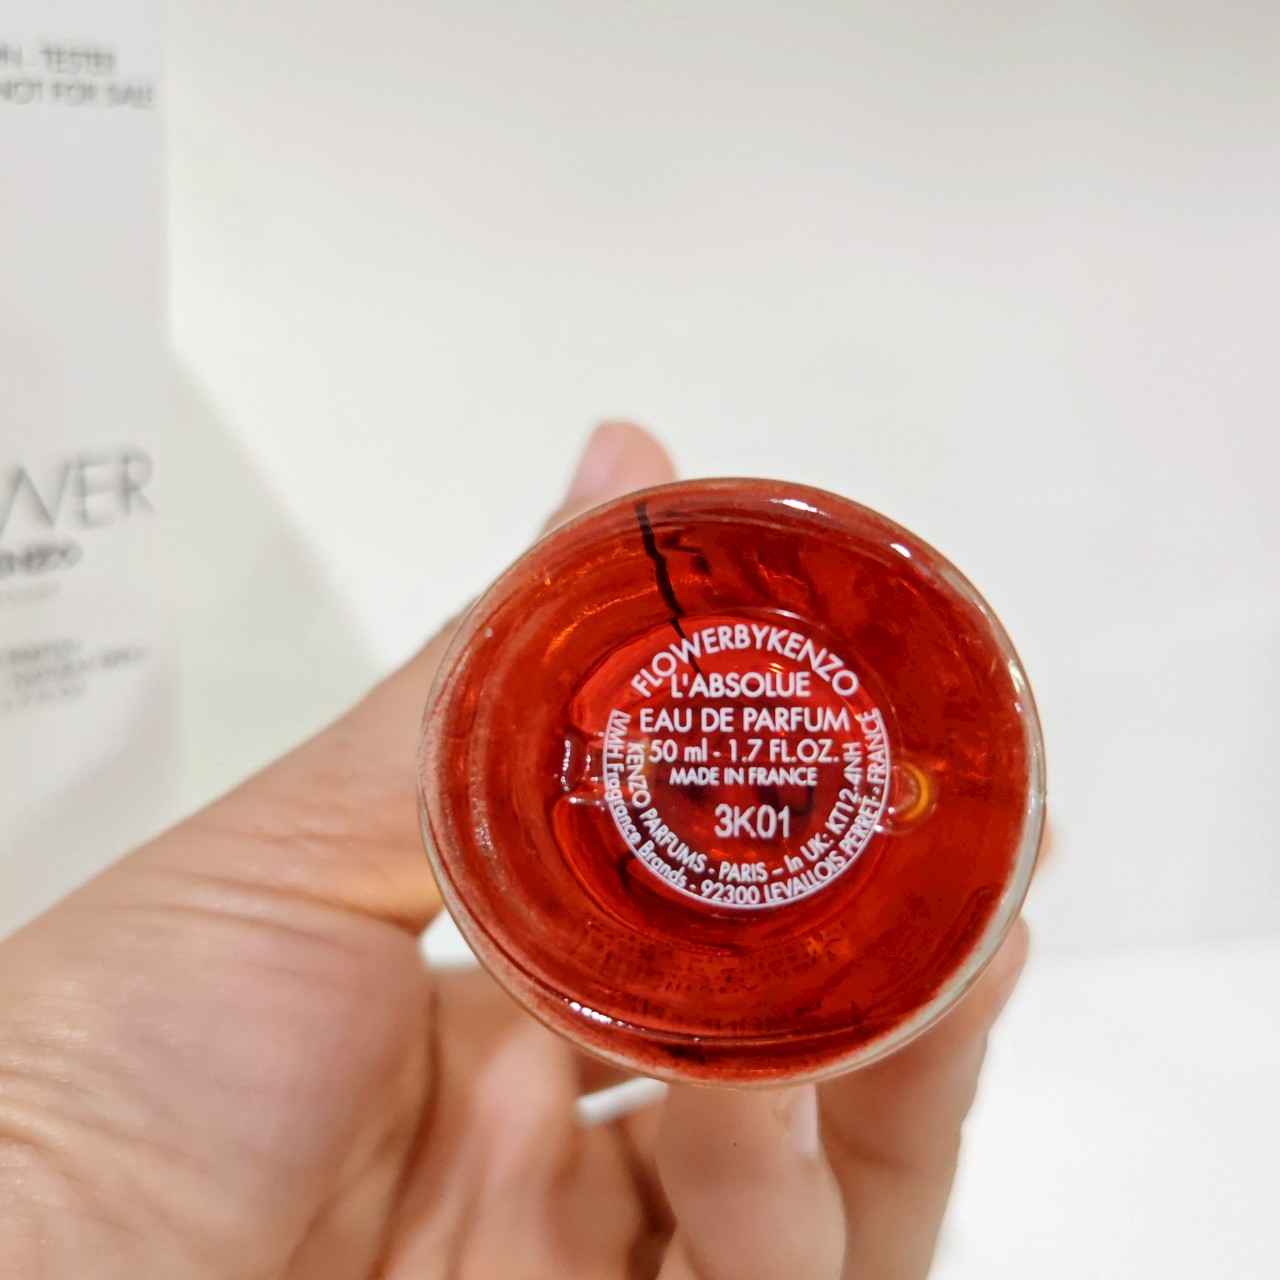 TESTER
NOT FOR SALE
WER
FLOWERBYKENZO
L'ABSOLUE
EAU DE PARFUM
50 ml - 1.7 FL.OZ.
MADE IN FRANCE
3K01
KENZO PARFUMS - PARIS - In UK: KT12-4NH
LVMH Fragrance Brands - 92300 LEVALLOIS PERRET-FRANCE